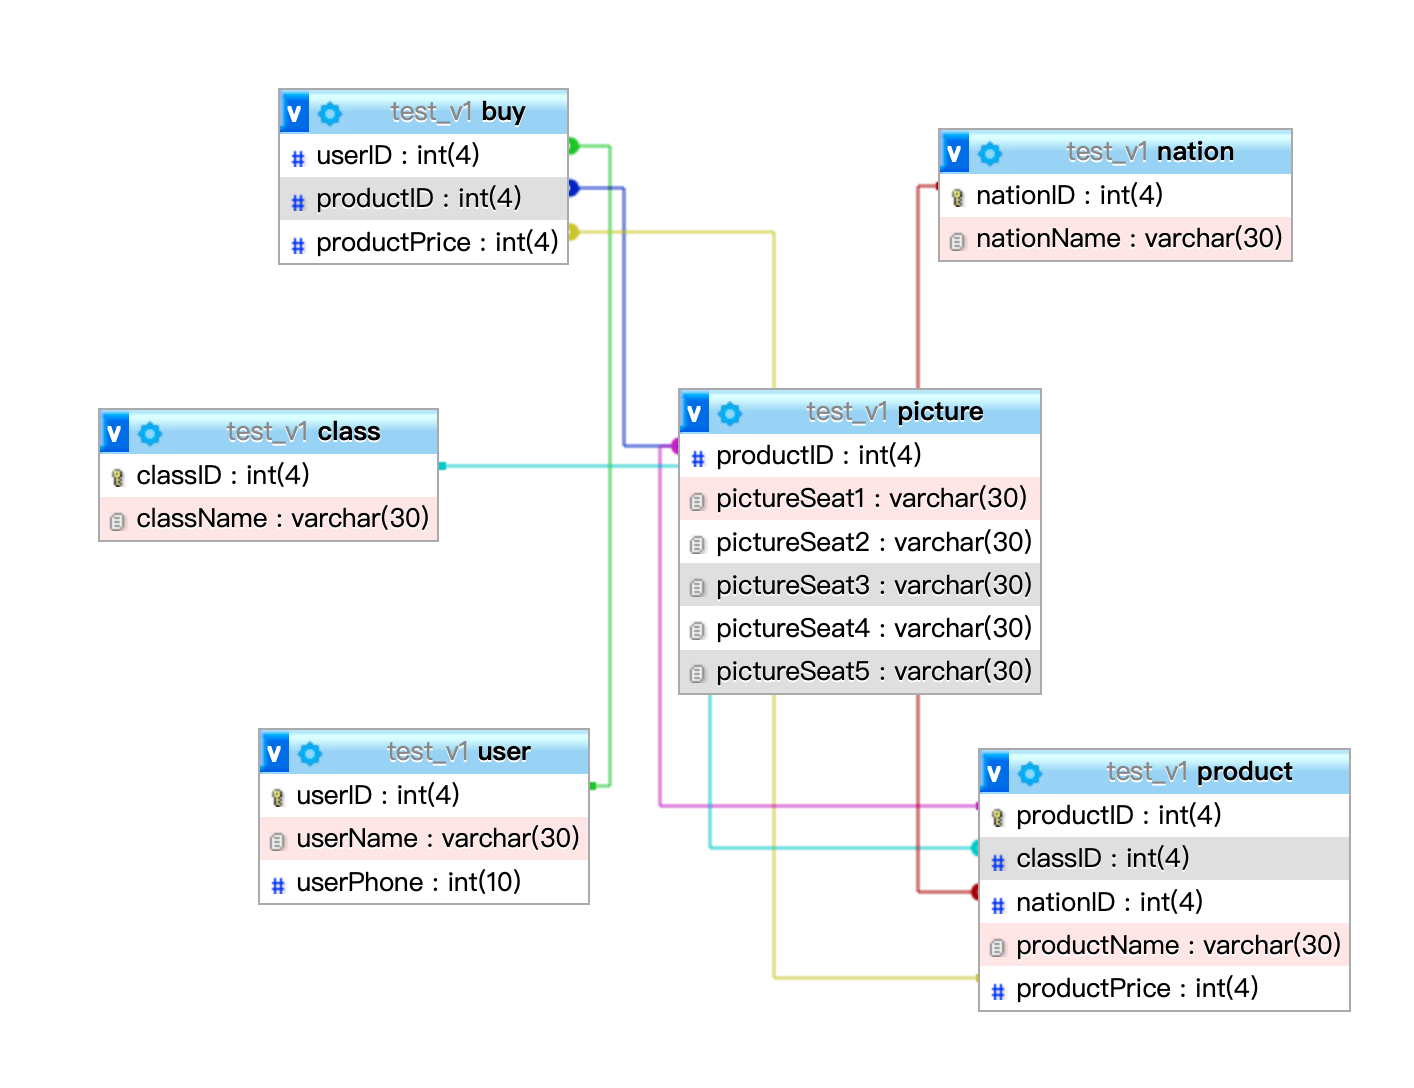 v test_v1 buy
# userID : int(4)
# productID : int(4)
# productPrice : int(4)
v test_v1 nation
nationID : int(4)
nationName : varchar(30)
v test_v1 class
classID : int(4)
className : varchar(30)
v test_v1 picture
# productID : int(4)
pictureSeat1 : varchar(30)
pictureSeat2 : varchar(30)
pictureSeat3 : varchar(30)
pictureSeat4 : varchar(30)
pictureSeat5 : varchar(30)
v test_v1 user
userID : int(4)
userName : varchar(30)
# userPhone : int(10)
v test_v1 product
productID : int(4)
# classID : int(4)
# nationID : int(4)
productName : varchar(30)
# productPrice : int(4)